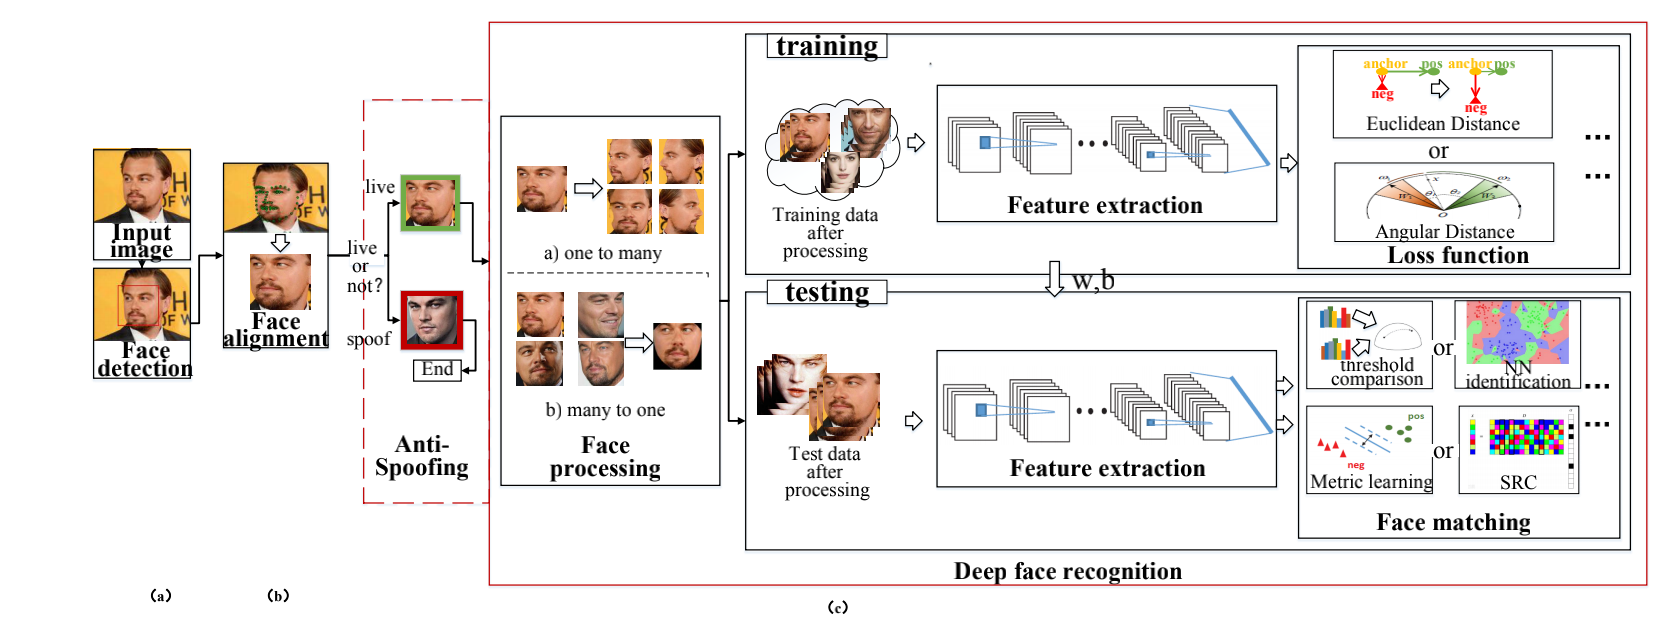 Input
image
Face
detection
Face
alignment
live
or
not?
live
spoof
End
Anti-
Spoofing
a) one to many
b) many to one
Face
processing
training
Training data
after
processing
Feature extraction
anchor pos
neg
anchor pos
neg
Euclidean Distance
or
Angular Distance
Loss function
...
...
w,b
testing
Test data
after
processing
Feature extraction
threshold
comparison
or
NN
identification
...
pos
neg
Metric learning
or
SRC
...
Face matching
Deep face recognition
(a)
(b)
(c)